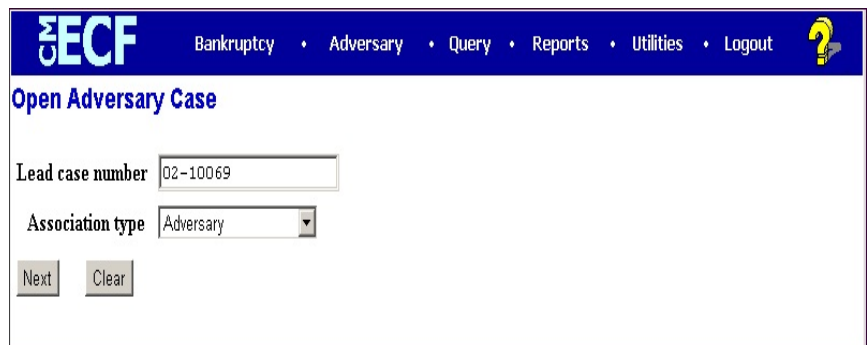 CM ECF Bankruptcy • Adversary • Query • Reports • Utilities • Logout ?
Open Adversary Case
Lead case number 02-10069
Association type Adversary
Next Clear